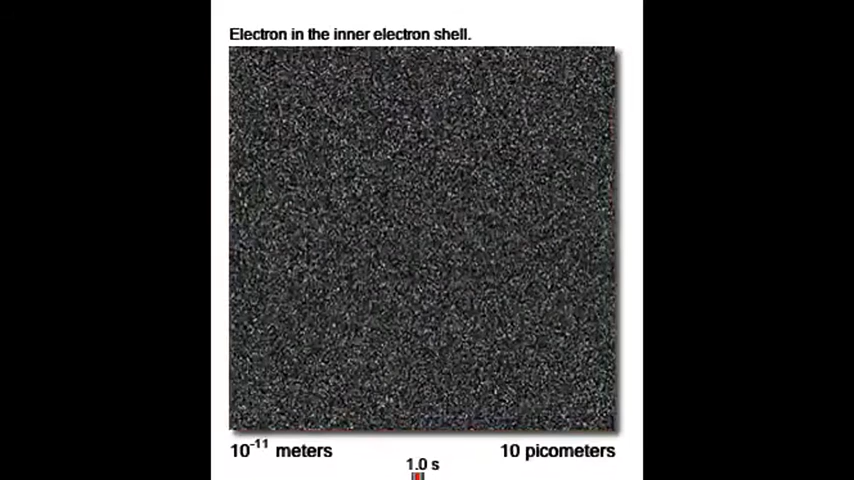 Electron in the inner electron shell.
10⁻¹¹ meters 10 picometers
1.0 s